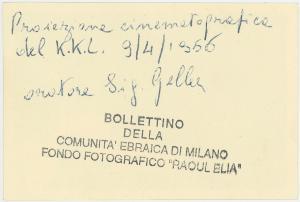 Proiezione cinematografica
del K.K.L. 9/4/1956
oratore Sig. Geller
BOLLETTINO
DELLA
COMUNITA' EBRAICA DI MILANO
FONDO FOTOGRAFICO "RAOUL ELIA"